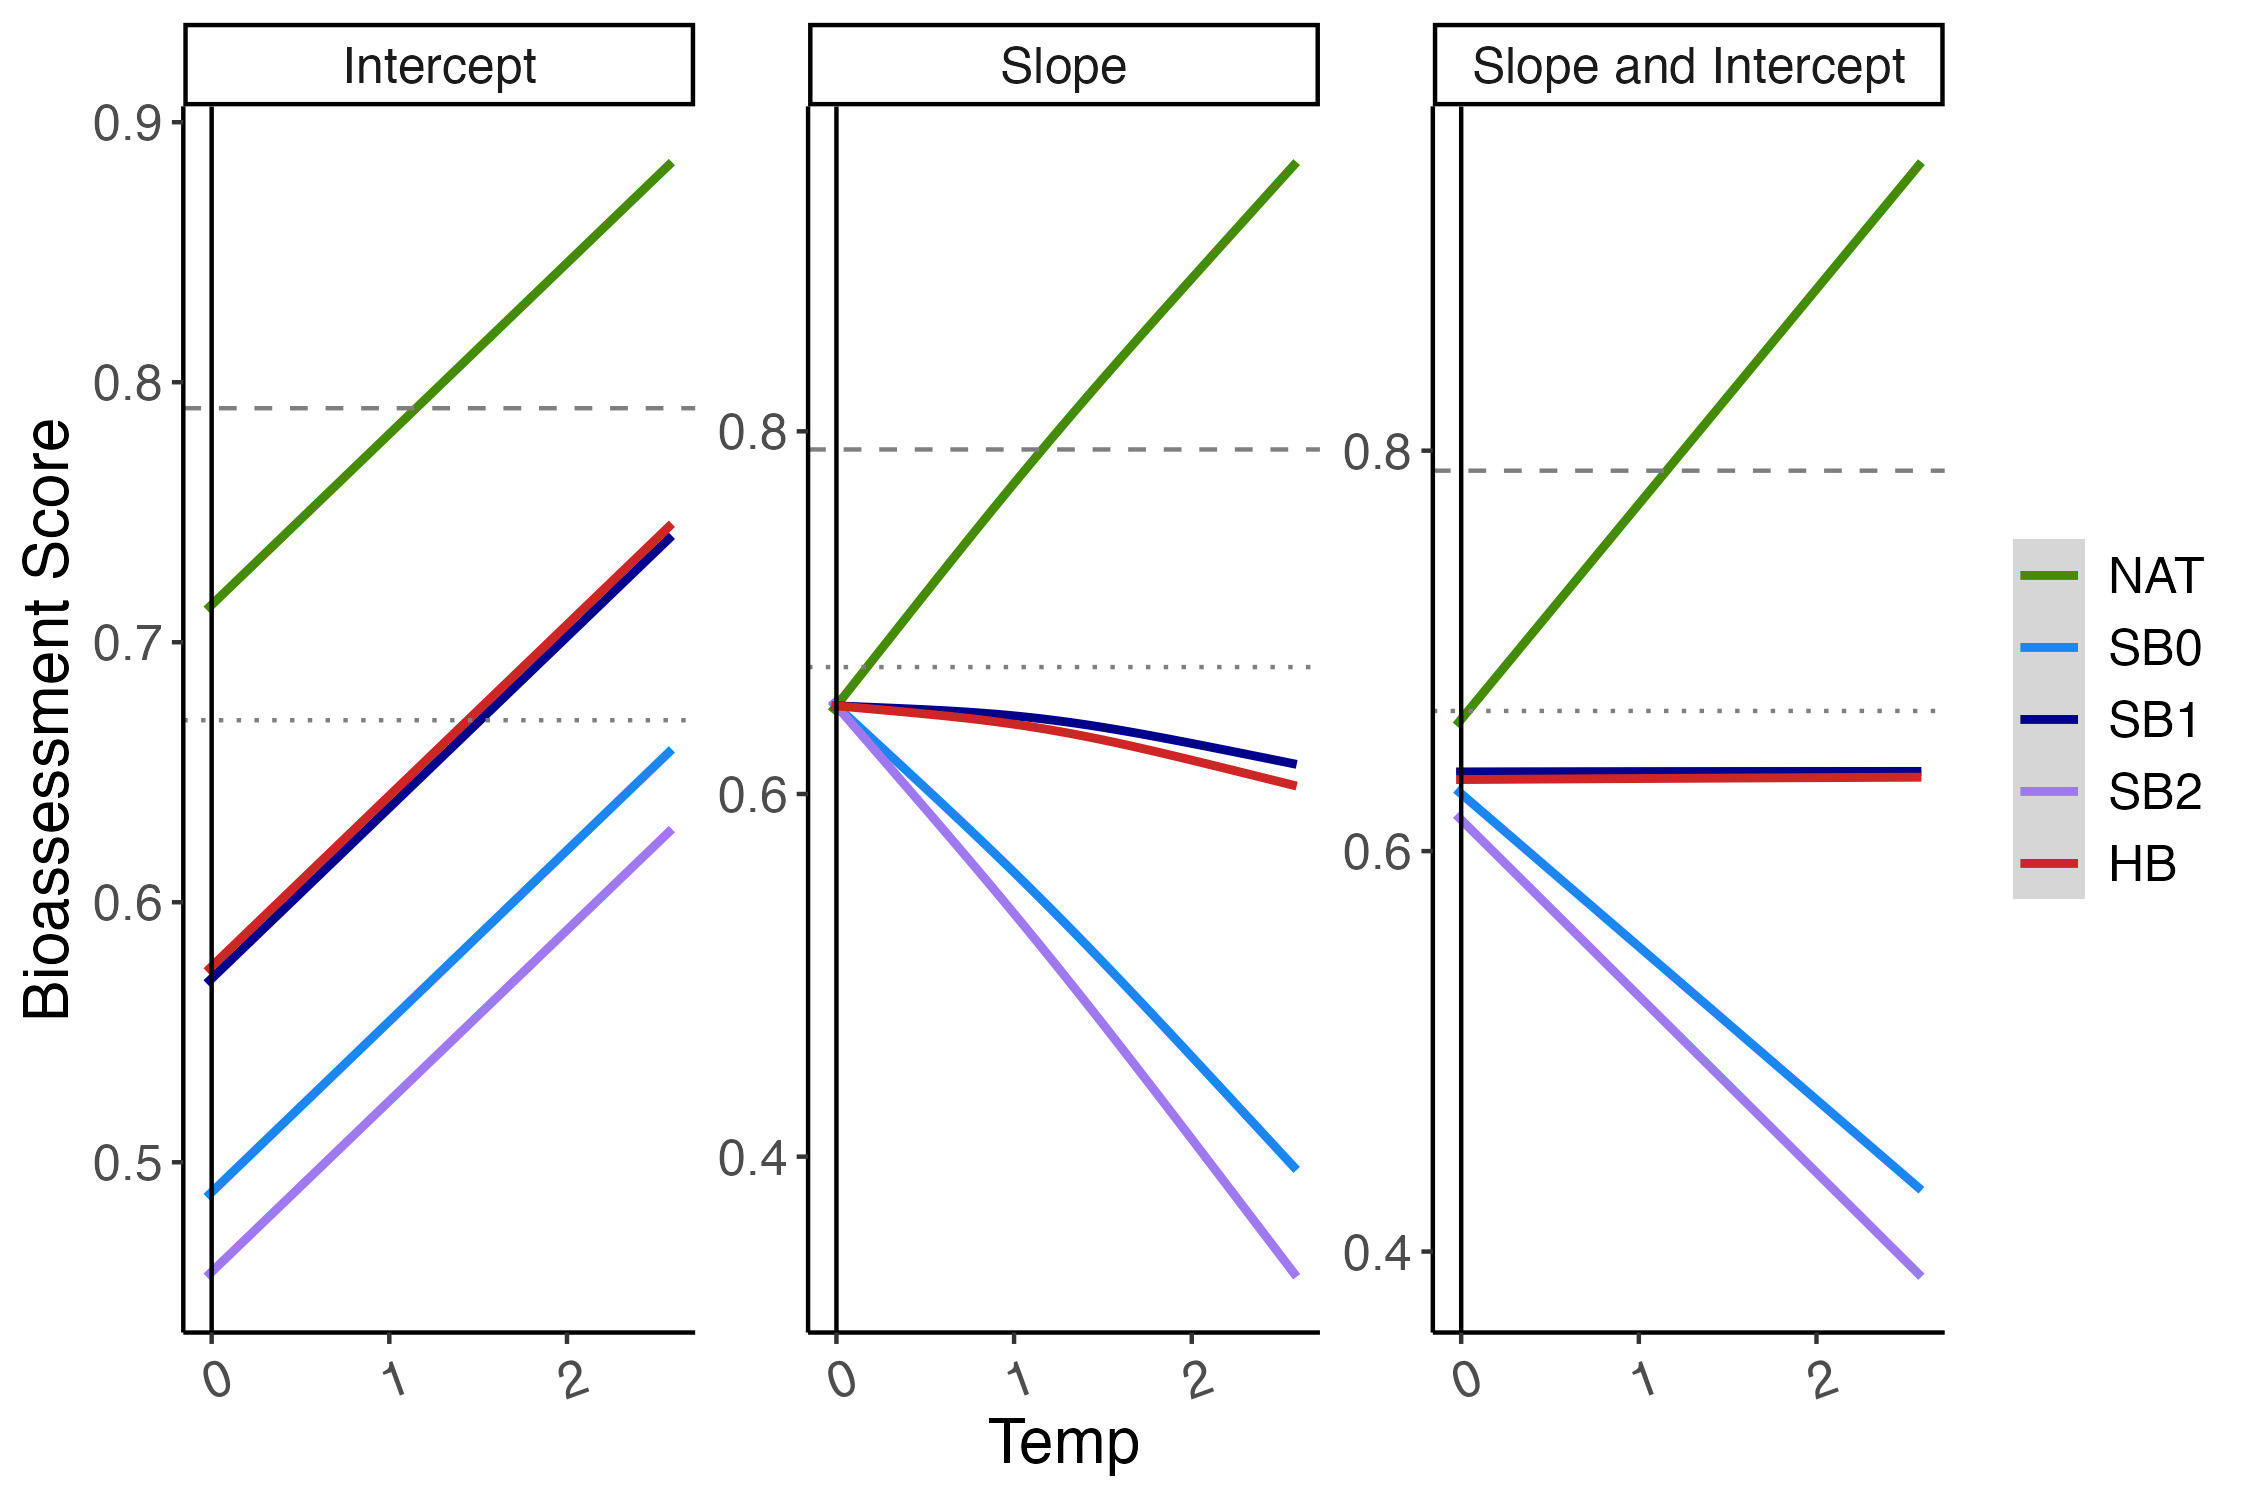 Intercept
Slope
Slope and Intercept
Bioassessment Score
0.9
0.8
0.7
0.6
0.5
0.8
0.6
0.4
0.8
0.6
0.4
0 1 2
0 1 2
0 1 2
Temp
NAT
SB0
SB1
SB2
HB